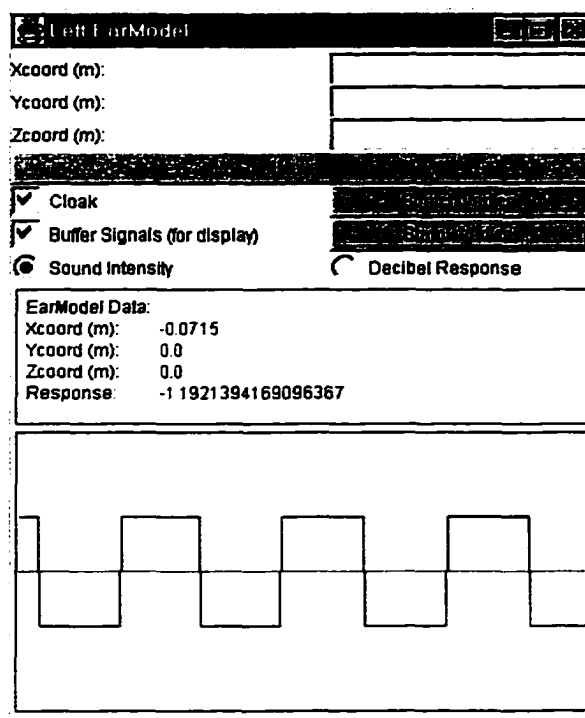 Left EarModel
Xcoord (m):
Ycoord (m):
Zcoord (m):
Cloak
Buffer Signals (for display)
Sound Intensity Decibel Response
EarModel Data:
Xcoord (m): -0.0715
Ycoord (m): 0.0
Zcoord (m): 0.0
Response: -1 1921394169096367